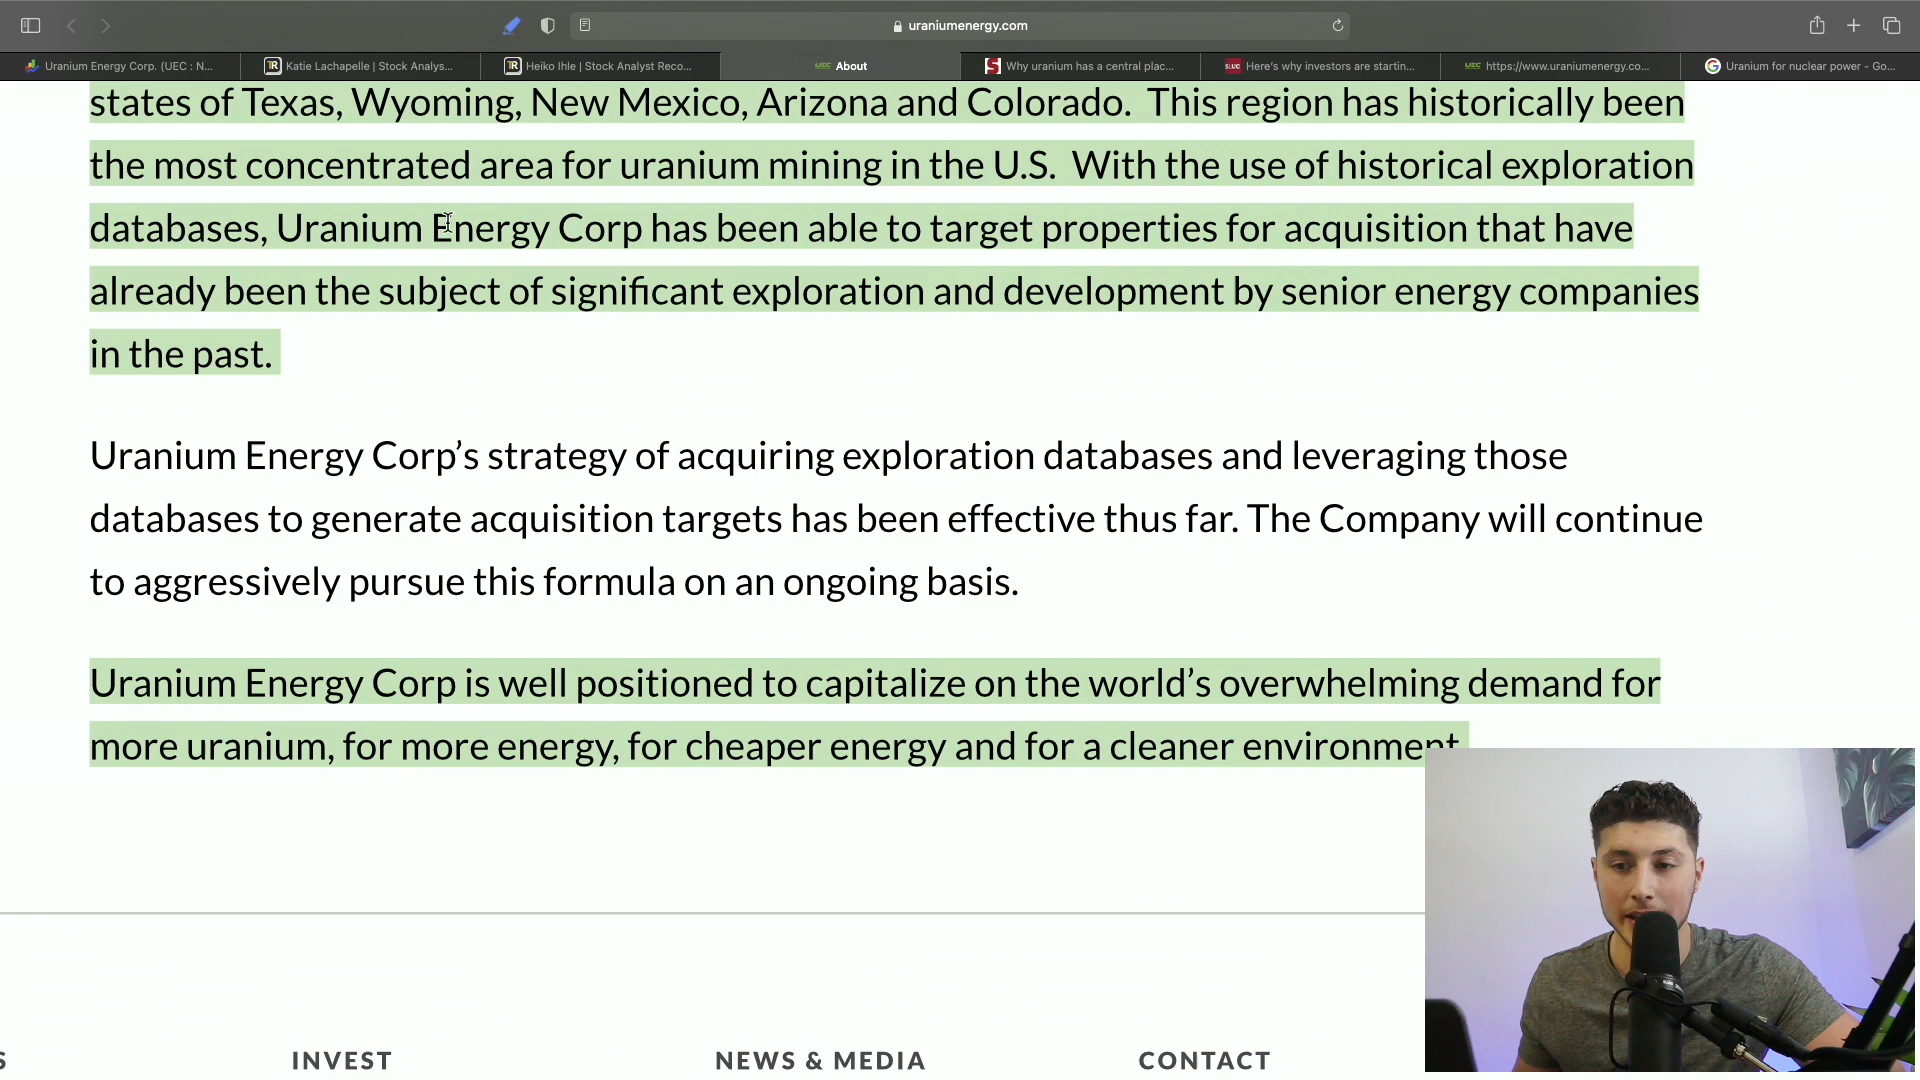 uraniumenergy.com
Uranium Energy Corp. (UEC : N...
Katie Lachapelle | Stock Analys...
Heiko Ihle | Stock Analyst Reco...
UEC About
Why uranium has a central plac...
SLUC Here's why investors are startin...
UEC https://www.uraniumenergy.co...
Uranium for nuclear power - Go...
states of Texas, Wyoming, New Mexico, Arizona and Colorado. This region has historically been
the most concentrated area for uranium mining in the U.S. With the use of historical exploration
databases, Uranium Energy Corp has been able to target properties for acquisition that have
already been the subject of significant exploration and development by senior energy companies
in the past.
Uranium Energy Corp’s strategy of acquiring exploration databases and leveraging those
databases to generate acquisition targets has been effective thus far. The Company will continue
to aggressively pursue this formula on an ongoing basis.
Uranium Energy Corp is well positioned to capitalize on the world’s overwhelming demand for
more uranium, for more energy, for cheaper energy and for a cleaner environment.
S
INVEST
NEWS & MEDIA
CONTACT